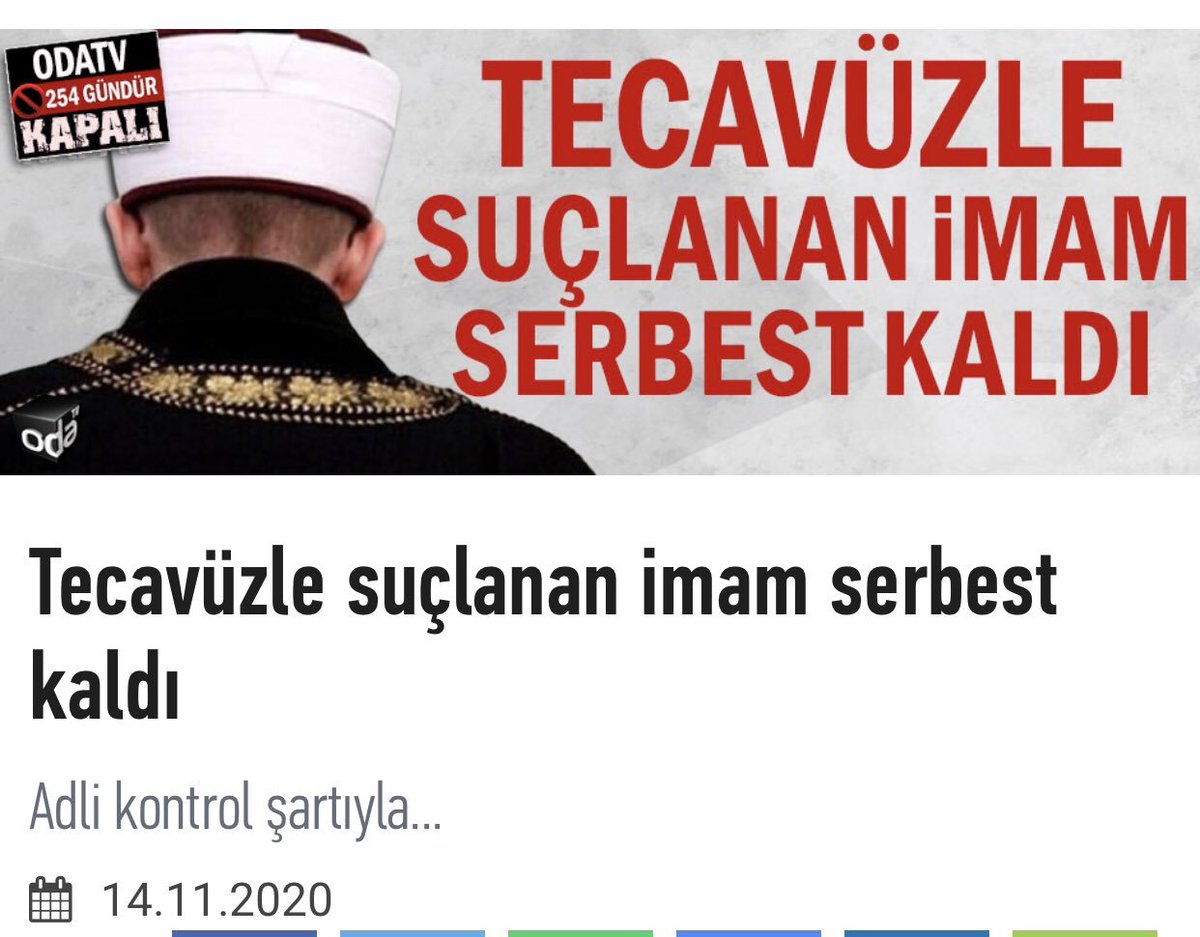 ODATV
254 GÜNDÜR
KAPALI
TECAVÜZLE
SUÇLANAN İMAM
SERBEST KALDI
oda
Tecavüzle suçlanan imam serbest
kaldı
Adli kontrol şartıyla...
14.11.2020